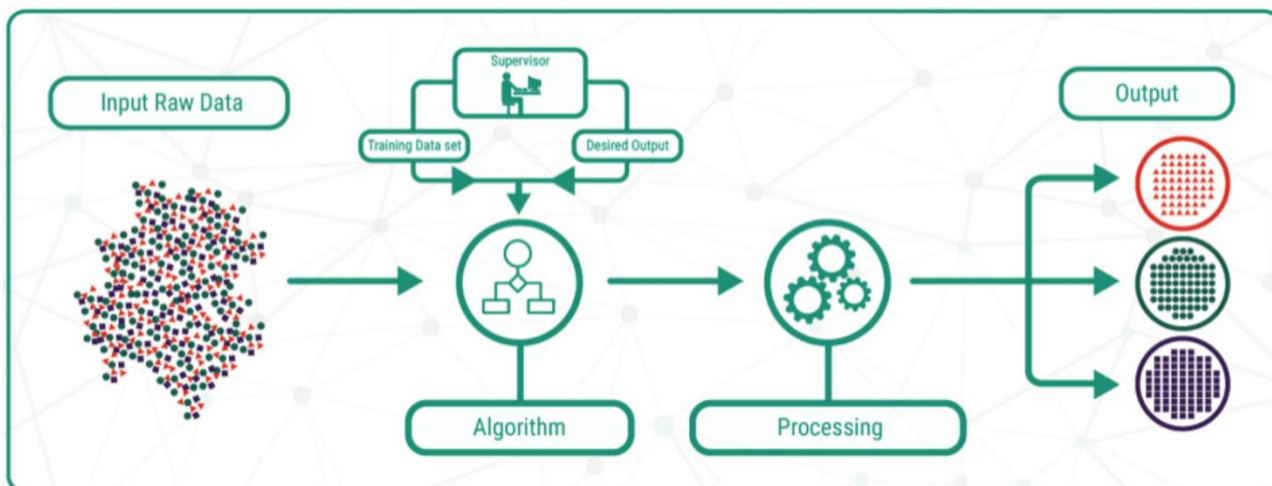 Supervisor
Input Raw Data
Output
Training Data set
Desired Output
Algorithm
Processing